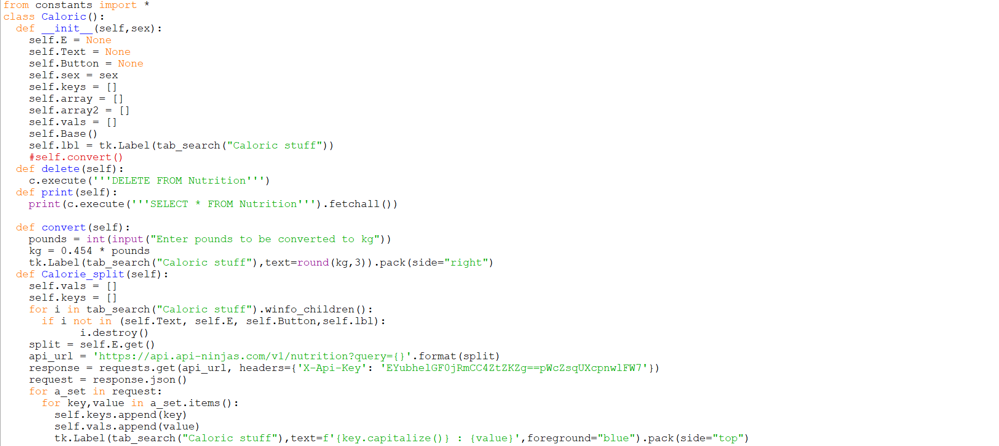 from constants import *
class Caloric():
  def __init__(self,sex):
    self.E = None
    self.Text = None
    self.Button = None
    self.sex = sex
    self.keys = []
    self.array = []
    self.array2 = []
    self.vals = []
    self.Base()
    self.lbl = tk.Label(tab_search("Caloric stuff"))
    #self.convert()
  def delete(self):
    c.execute('''DELETE FROM Nutrition''')
  def print(self):
    print(c.execute('''SELECT * FROM Nutrition''').fetchall())

  def convert(self):
    pounds = int(input("Enter pounds to be converted to kg"))
    kg = 0.454 * pounds
    tk.Label(tab_search("Caloric stuff"),text=round(kg,3)).pack(side="right")
  def Calorie_split(self):
    self.vals = []
    self.keys = []
    for i in tab_search("Caloric stuff").winfo_children():
      if i not in (self.Text, self.E, self.Button,self.lbl):
            i.destroy()
    split = self.E.get()
    api_url = 'https://api.api-ninjas.com/v1/nutrition?query={}'.format(split)
    response = requests.get(api_url, headers={'X-Api-Key': 'EYubhelGF0jRmCC4ZtZKZg==pWcZsqUXcpnwlFW7'})
    request = response.json()
    for a_set in request:
      for key,value in a_set.items():
        self.keys.append(key)
        self.vals.append(value)
        tk.Label(tab_search("Caloric stuff"),text=f'{key.capitalize()} : {value}',foreground="blue").pack(side="top")